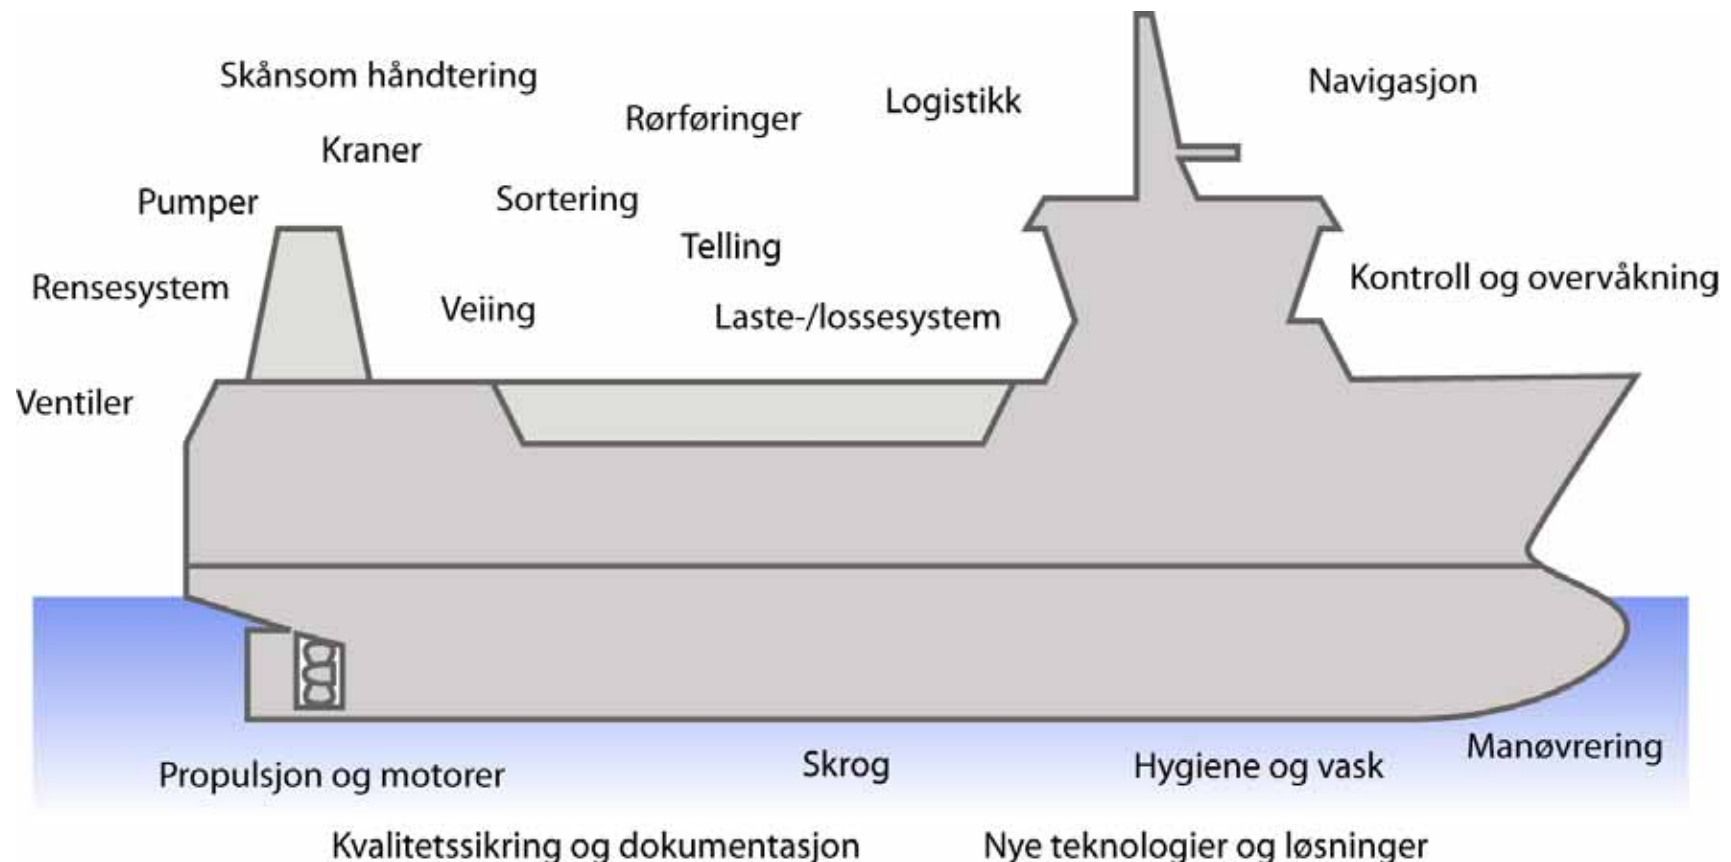 Skånsom håndtering
Navigasjon
Logistikk
Rørføringer
Kraner
Pumper
Sortering
Telling
Kontroll og overvåkning
Rensesystem
Veiing
Laste-/lossesystem
Ventiler
Manøvrering
Propulsjon og motorer
Skrog
Hygiene og vask
Kvalitetssikring og dokumentasjon
Nye teknologier og løsninger